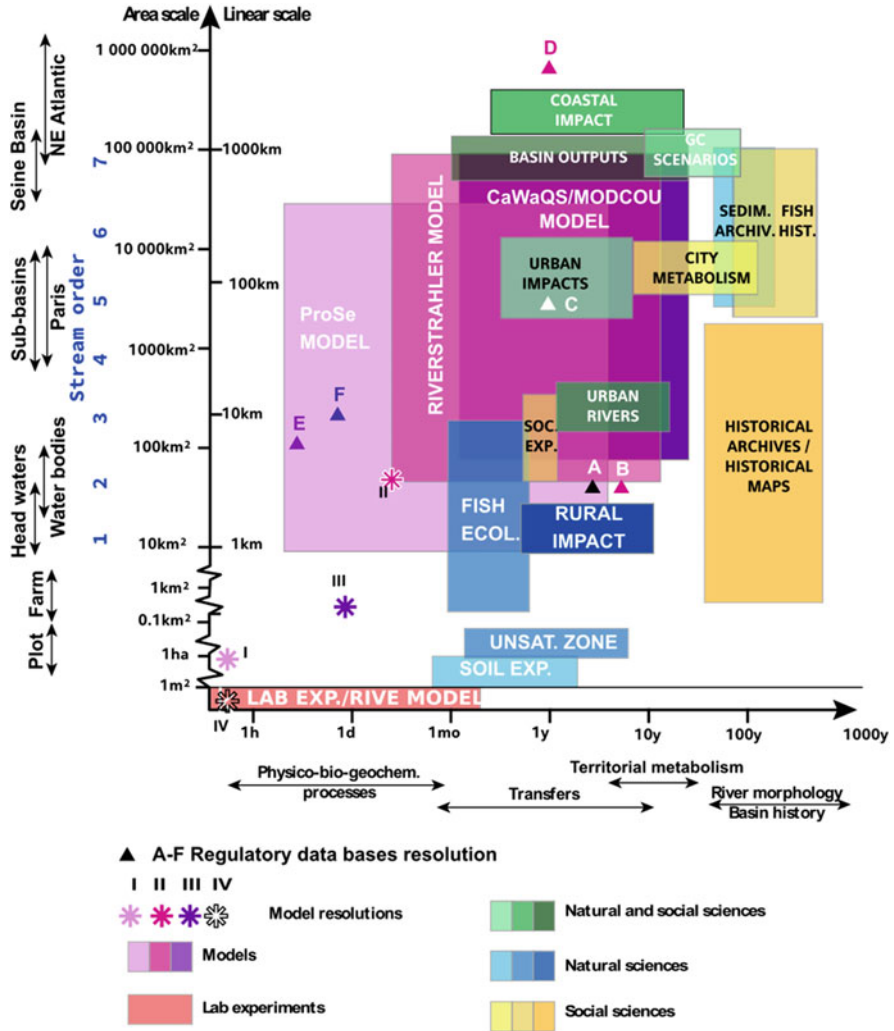 Area scale
Linear scale
1 000 000km²
100 000km²
10 000km²
1000km²
100km²
10km²
1km²
0.1km²
1ha
1m²
1000km
100km
10km
1km
NE Atlantic
Seine Basin
Paris
Sub-basins
Water bodies
Head waters
Farm
Plot
Stream order
7
6
5
4
3
2
1
D
COASTAL
IMPACT
BASIN OUTPUTS
GC
SCENARIOS
CaWaQS/MODCOU
MODEL
RIVERSTRAHLER MODEL
SEDIM.
ARCHIV.
FISH
HIST.
URBAN
IMPACTS
C
CITY
METABOLISM
ProSe
MODEL
E
F
URBAN
RIVERS
SOC.
EXP.
HISTORICAL
ARCHIVES /
HISTORICAL
MAPS
A
B
II
FISH
ECOL.
RURAL
IMPACT
III
I
UNSAT. ZONE
SOIL EXP.
LAB EXP./RIVE MODEL
IV
1h
1d
1mo
1y
10y
100y
1000y
Physico-bio-geochem.
processes
Transfers
Territorial metabolism
River morphology
Basin history
A-F Regulatory data bases resolution
I II III IV
Model resolutions
Models
Lab experiments
Natural and social sciences
Natural sciences
Social sciences